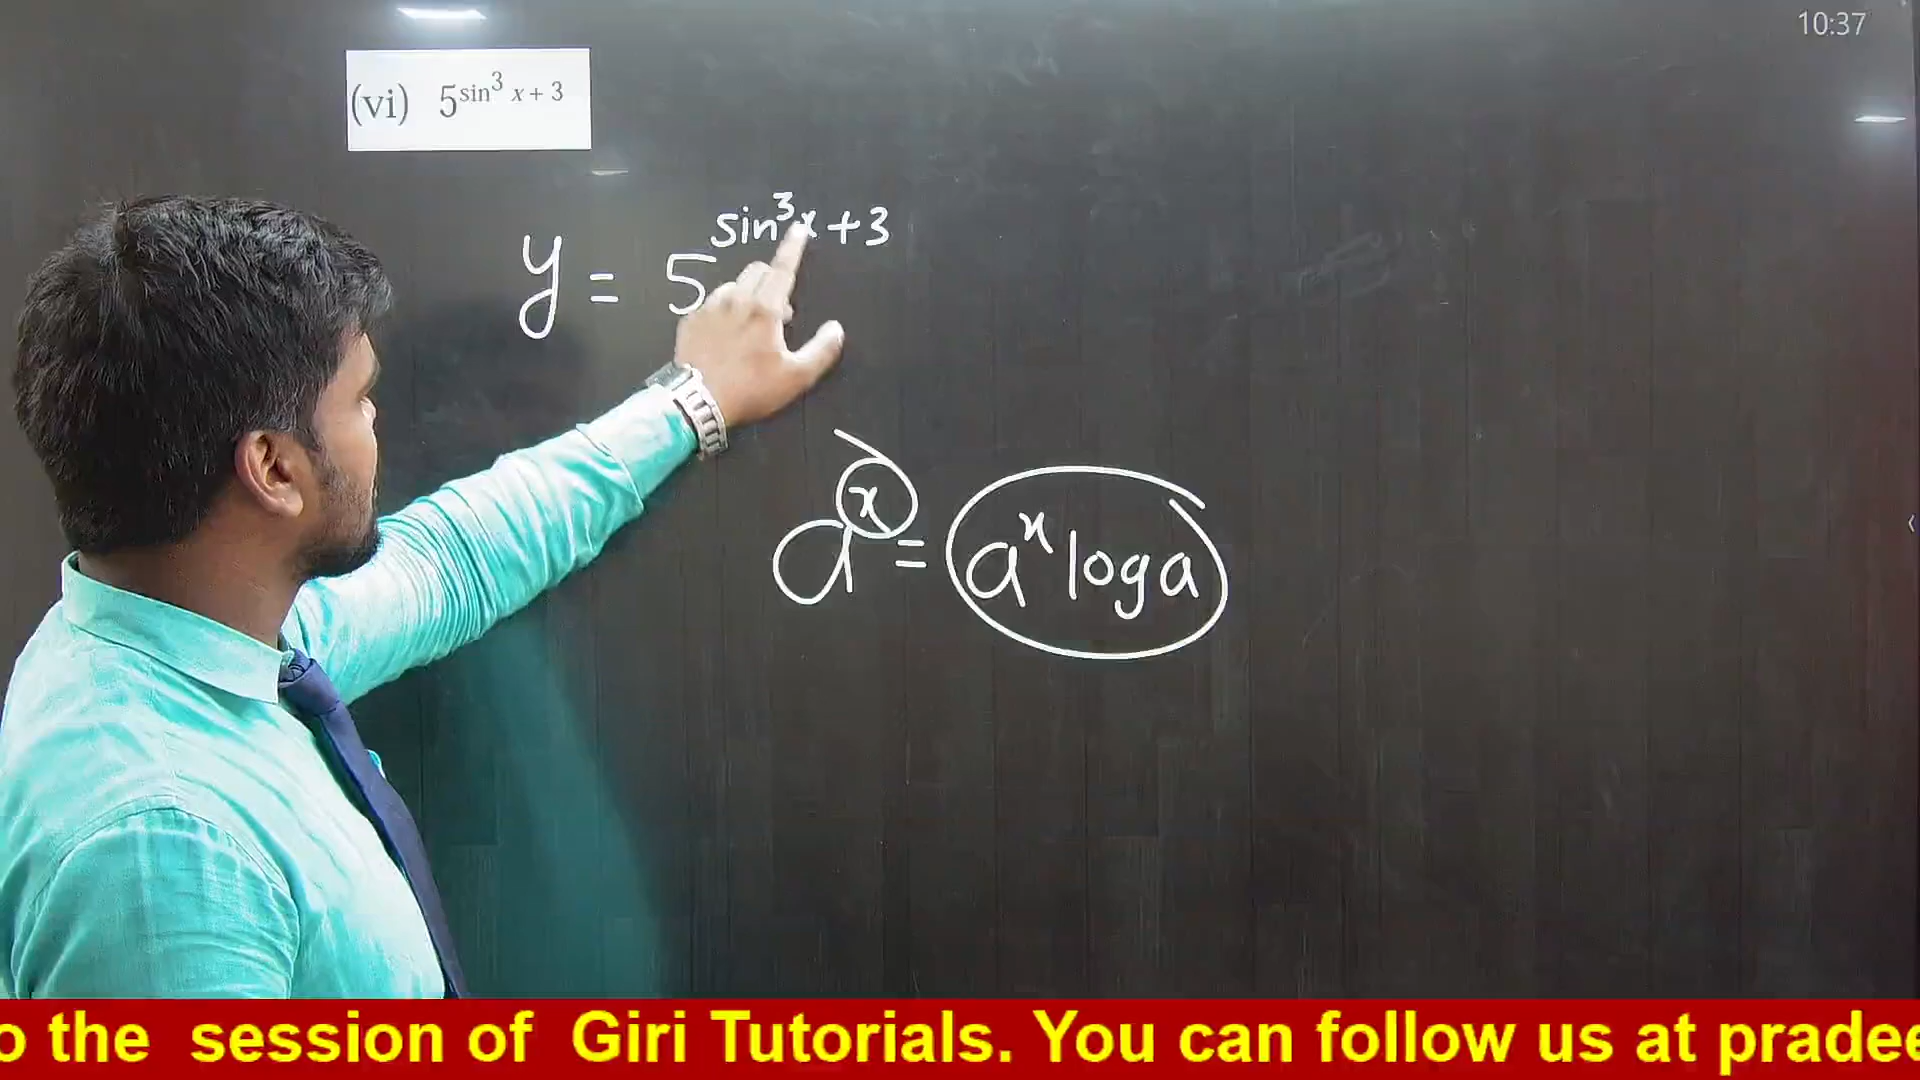 10:37
(vi) 5^{sin^3 x + 3}
y = 5^{sin^3 x + 3}
a^x = a^x log a
o the session of Giri Tutorials. You can follow us at pradee